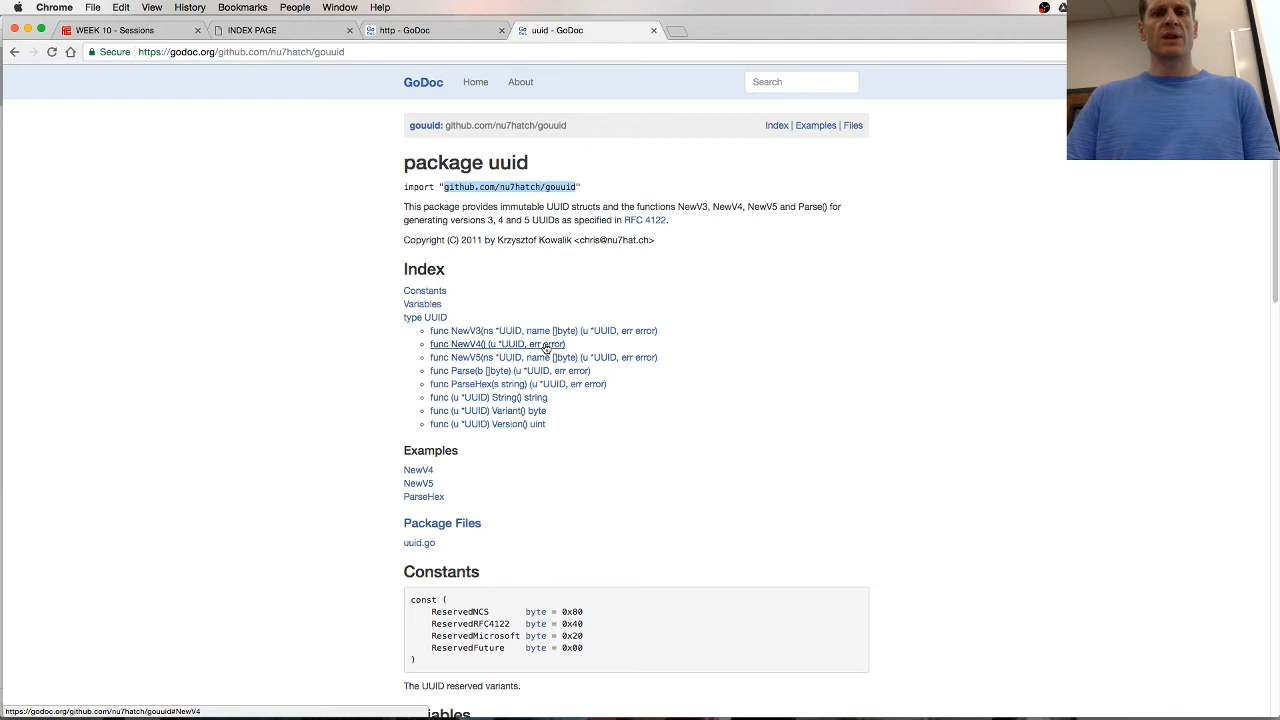 Chrome File Edit View History Bookmarks People Window Help
WEEK 10 - Sessions
INDEX PAGE
http - GoDoc
uuid - GoDoc
Secure https://godoc.org/github.com/nu7hatch/gouuid
GoDoc Home About Search
gouuid: github.com/nu7hatch/gouuid Index | Examples | Files
package uuid
import "github.com/nu7hatch/gouuid"
This package provides immutable UUID structs and the functions NewV3, NewV4, NewV5 and Parse() for
generating versions 3, 4 and 5 UUIDs as specified in RFC 4122.
Copyright (C) 2011 by Krzysztof Kowalik <chris@nu7hat.ch>
Index
Constants
Variables
type UUID
func NewV3(ns *UUID, name []byte) (u *UUID, err error)
func NewV4() (u *UUID, err error)
func NewV5(ns *UUID, name []byte) (u *UUID, err error)
func Parse(b []byte) (u *UUID, err error)
func ParseHex(s string) (u *UUID, err error)
func (u *UUID) String() string
func (u *UUID) Variant() byte
func (u *UUID) Version() uint
Examples
NewV4
NewV5
ParseHex
Package Files
uuid.go
Constants
const (
ReservedNCS byte = 0x80
ReservedRFC4122 byte = 0x40
ReservedMicrosoft byte = 0x20
ReservedFuture byte = 0x00
)
The UUID reserved variants.
https://godoc.org/github.com/nu7hatch/gouuid#NewV4